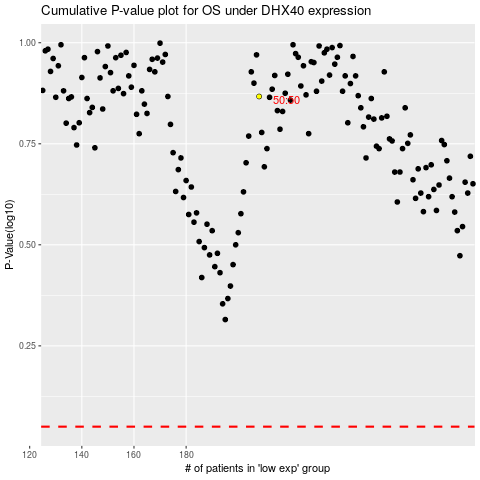 Cumulative P-value plot for OS under DHX40 expression
P-Value(log10)
1.00
0.75
0.50
0.25
50:50
120 140 160 180
# of patients in 'low exp' group